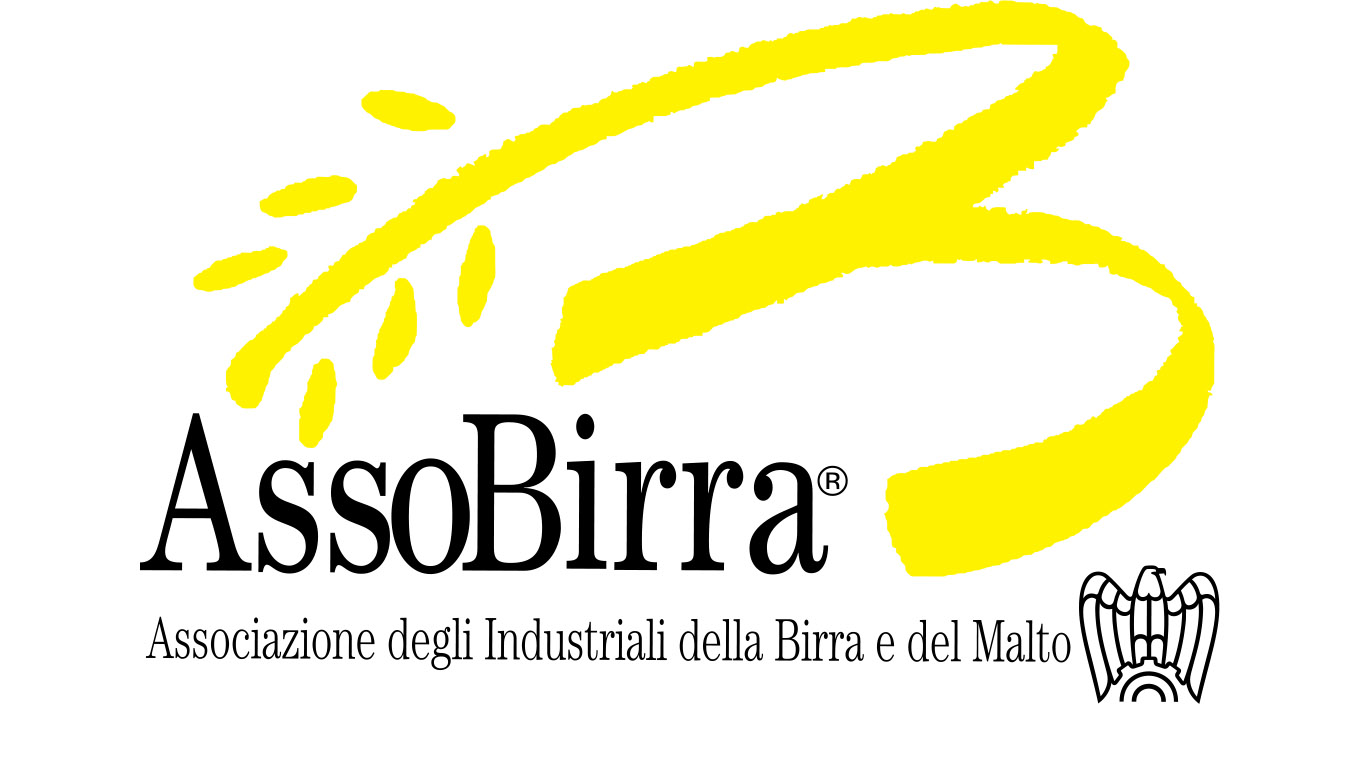 AssoBirra®
Associazione degli Industriali della Birra e del Malto